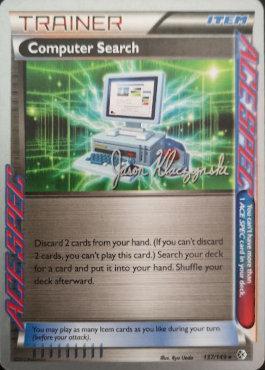 TRAINER ITEM
Computer Search
Jason Klaczynski
Discard 2 cards from your hand. (If you can't discard
2 cards, you can't play this card.) Search your deck
for a card and put it into your hand. Shuffle your
deck afterward.
ACE SPEC
You can't have more than
1 ACE SPEC card in your deck.
ACE SPEC
You may play as many Item cards as you like during your turn
(before your attack).
Illus. Ryo Ueda
137/149 ★